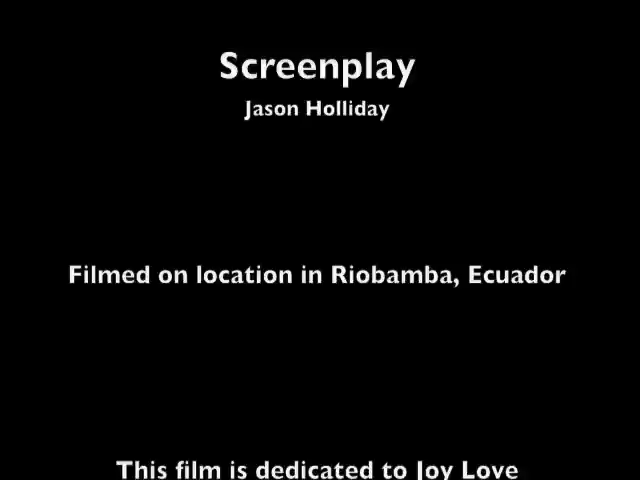 Screenplay
Jason Holliday
Filmed on location in Riobamba, Ecuador
This film is dedicated to Joy Love